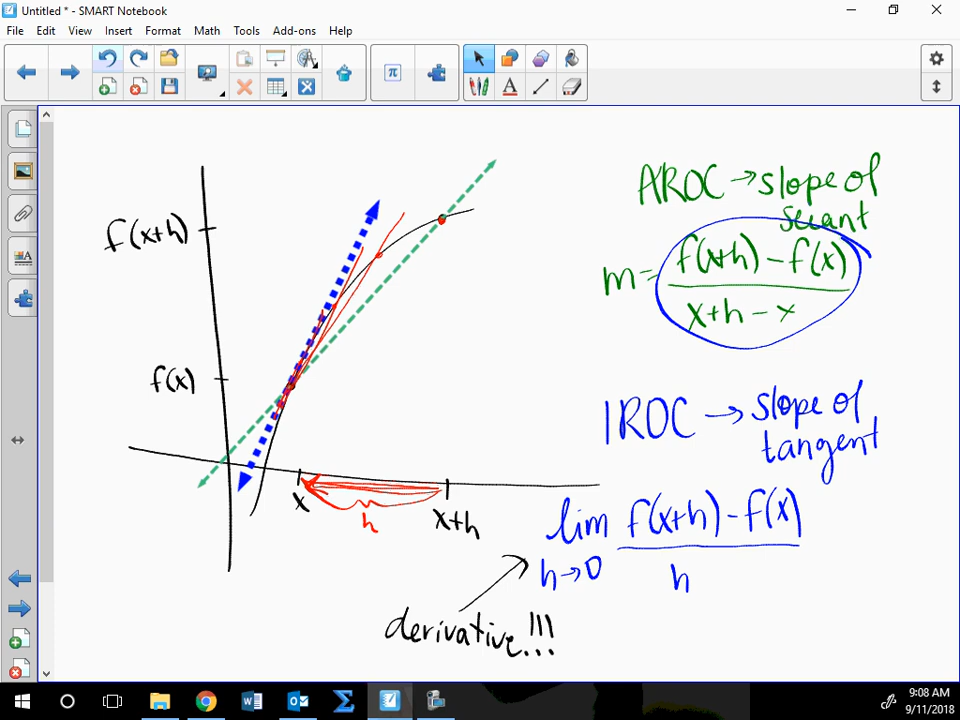 Untitled * - SMART Notebook
File Edit View Insert Format Math Tools Add-ons Help
π
A
AROC → slope of
secant
f(x+h)
m = f(x+h) - f(x)
x+h - x
f(x)
IROC → slope of
tangent
x
h
x+h
lim f(x+h) - f(x)
h→0 h
derivative!!!
9:08 AM
9/11/2018